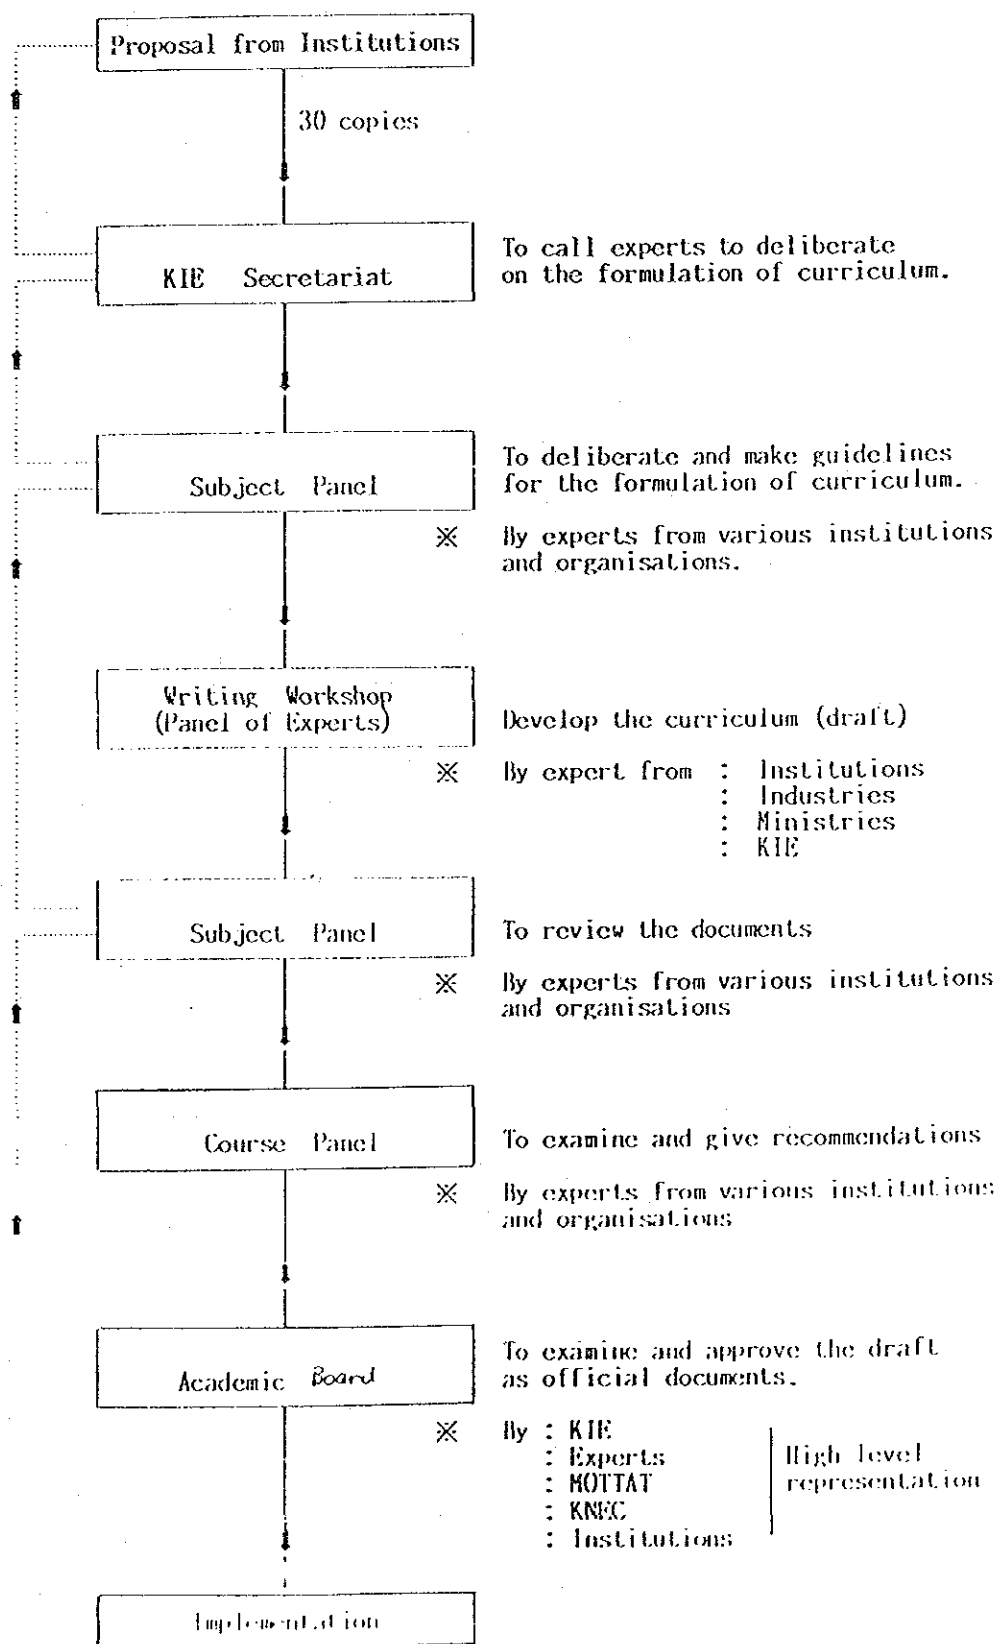 Proposal from Institutions
30 copies
KIE Secretariat
To call experts to deliberate
on the formulation of curriculum.
Subject Panel
To deliberate and make guidelines
for the formulation of curriculum.
※ By experts from various institutions
and organisations.
Writing Workshop
(Panel of Experts)
Develop the curriculum (draft)
※ By expert from : Institutions
: Industries
: Ministries
: KIE
Subject Panel
To review the documents
※ By experts from various institutions
and organisations
Course Panel
To examine and give recommendations
※ By experts from various institutions
and organisations
Academic Board
To examine and approve the draft
as official documents.
※ By : KIE
: Experts
: MOTTAT
: KNEC
: Institutions
High level
representation
Implementation